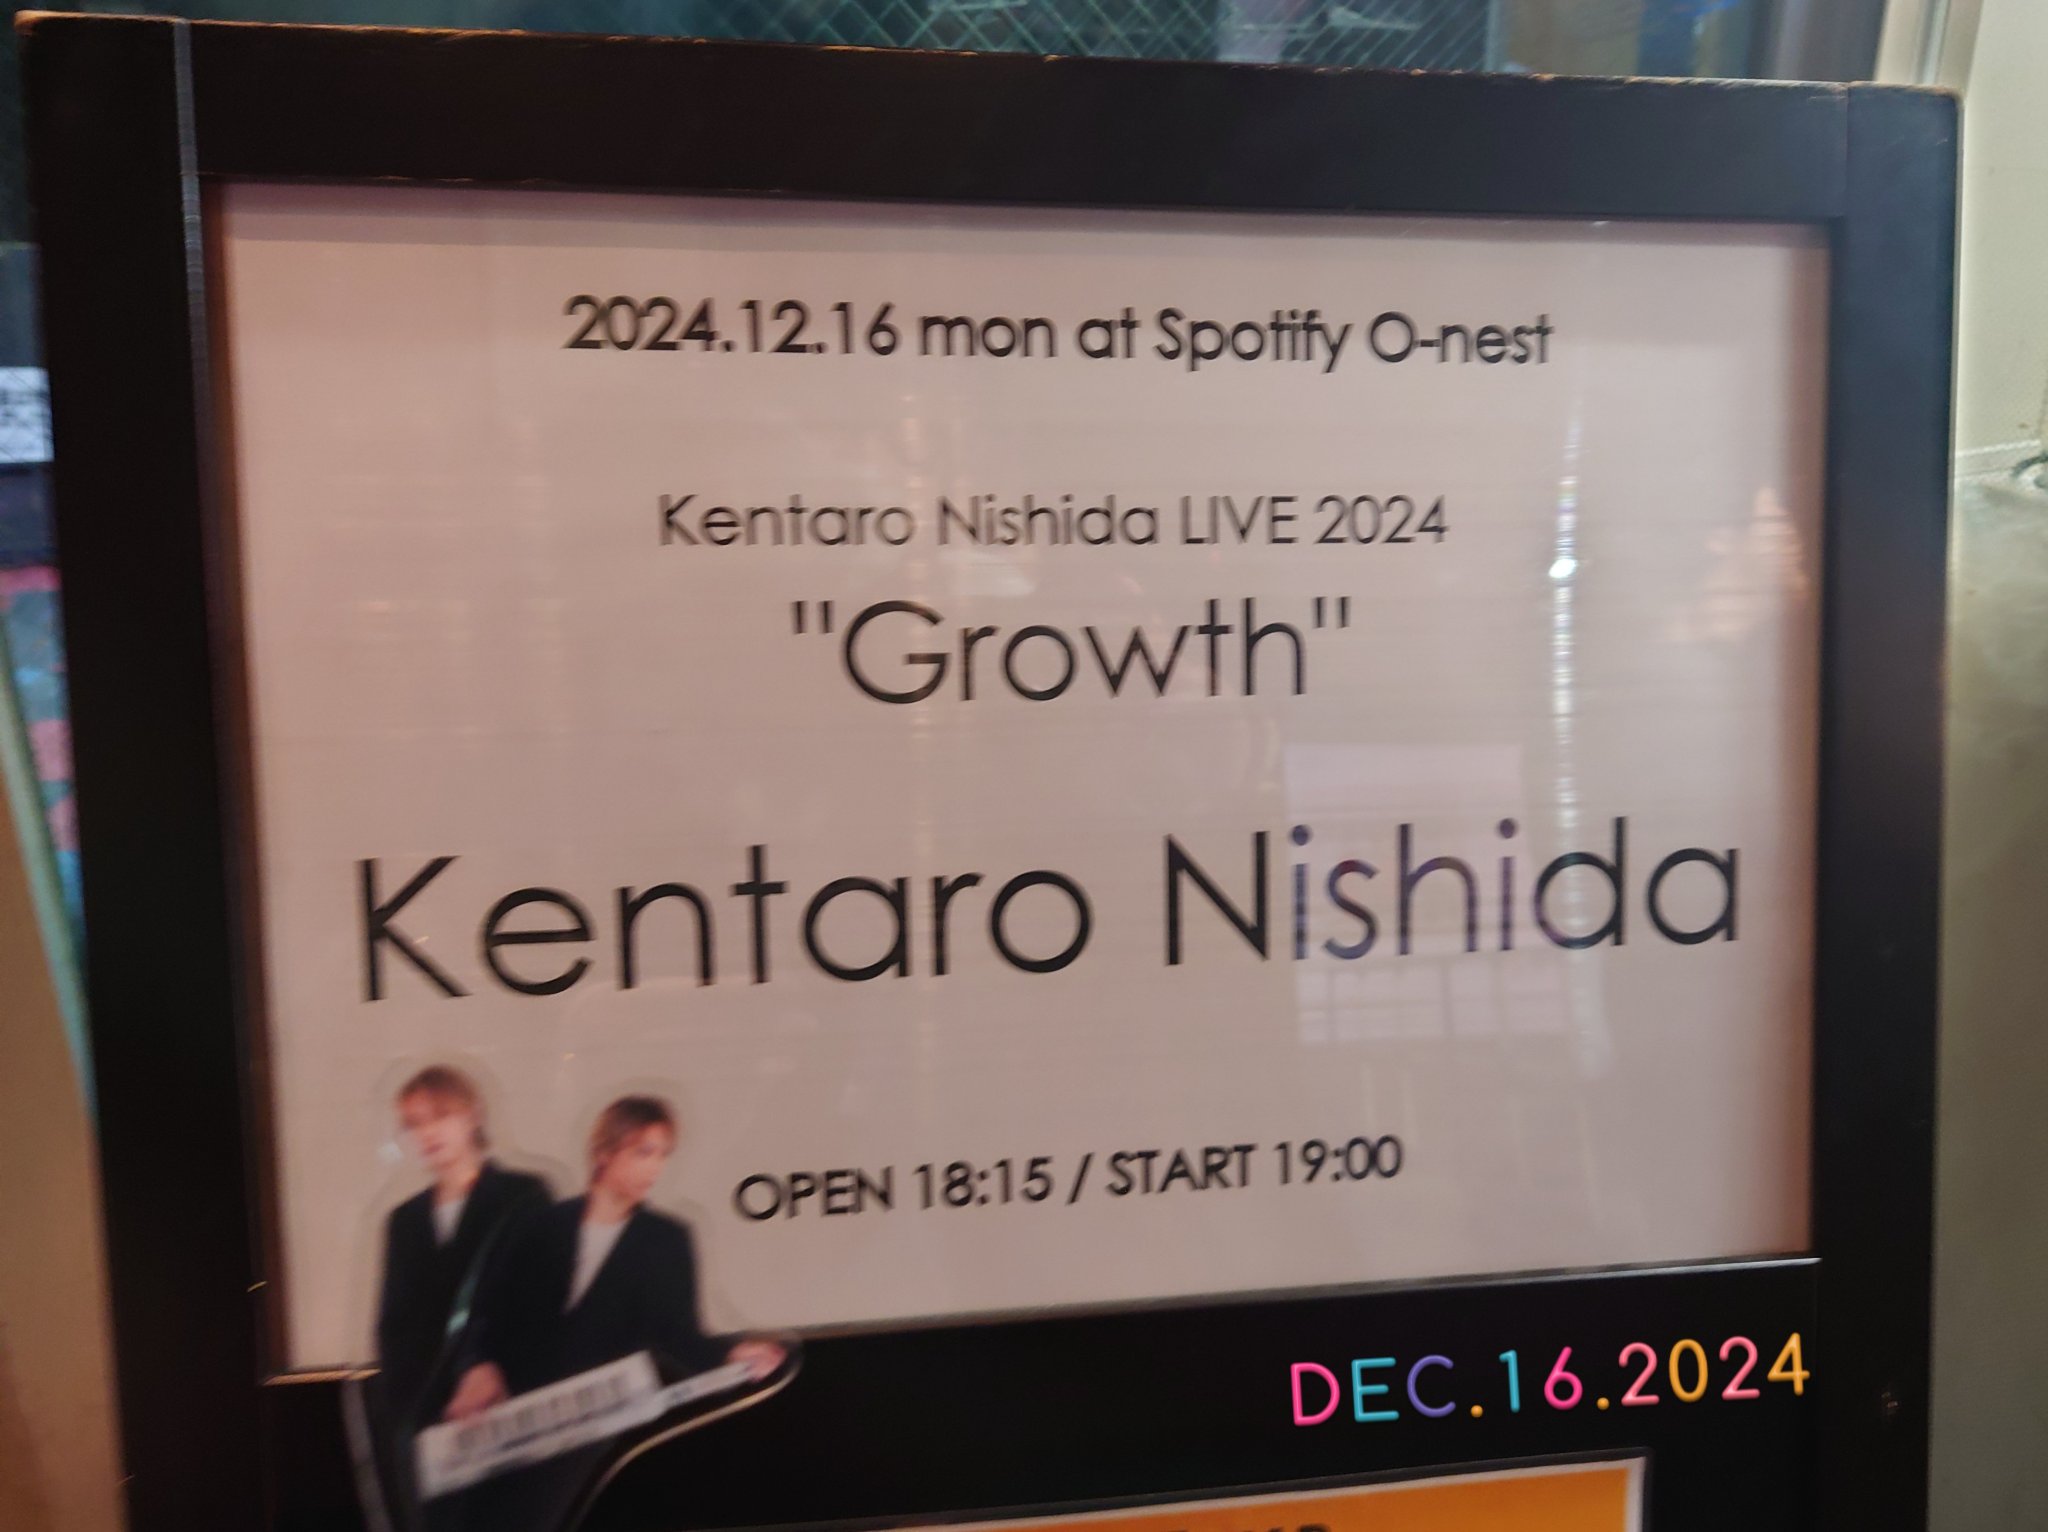 2024.12.16 mon at Spotify O-nest
Kentaro Nishida LIVE 2024
"Growth"
Kentaro Nishida
OPEN 18:15 / START 19:00
DEC.16.2024